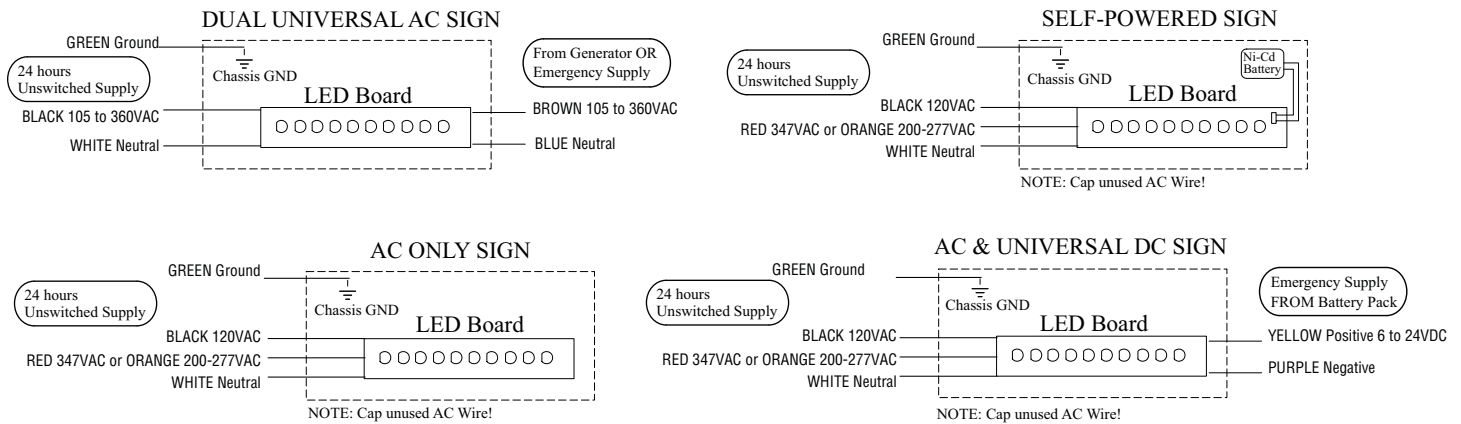 DUAL UNIVERSAL AC SIGN
GREEN Ground
Chassis GND
24 hours
Unswitched Supply
From Generator OR
Emergency Supply
LED Board
BLACK 105 to 360VAC
BROWN 105 to 360VAC
WHITE Neutral
BLUE Neutral
SELF-POWERED SIGN
GREEN Ground
Chassis GND
Ni-Cd
Battery
24 hours
Unswitched Supply
LED Board
BLACK 120VAC
RED 347VAC or ORANGE 200-277VAC
WHITE Neutral
NOTE: Cap unused AC Wire!
AC ONLY SIGN
GREEN Ground
Chassis GND
24 hours
Unswitched Supply
LED Board
BLACK 120VAC
RED 347VAC or ORANGE 200-277VAC
WHITE Neutral
NOTE: Cap unused AC Wire!
AC & UNIVERSAL DC SIGN
GREEN Ground
Chassis GND
24 hours
Unswitched Supply
Emergency Supply
FROM Battery Pack
LED Board
BLACK 120VAC
YELLOW Positive 6 to 24VDC
RED 347VAC or ORANGE 200-277VAC
PURPLE Negative
WHITE Neutral
NOTE: Cap unused AC Wire!